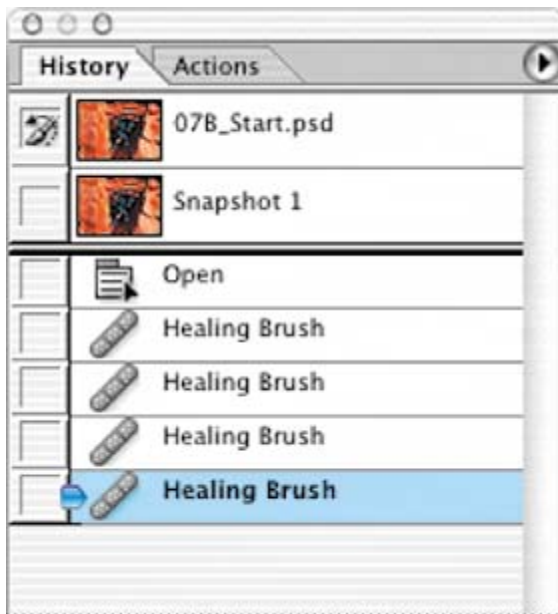 History Actions
07B_Start.psd
Snapshot 1
Open
Healing Brush
Healing Brush
Healing Brush
Healing Brush